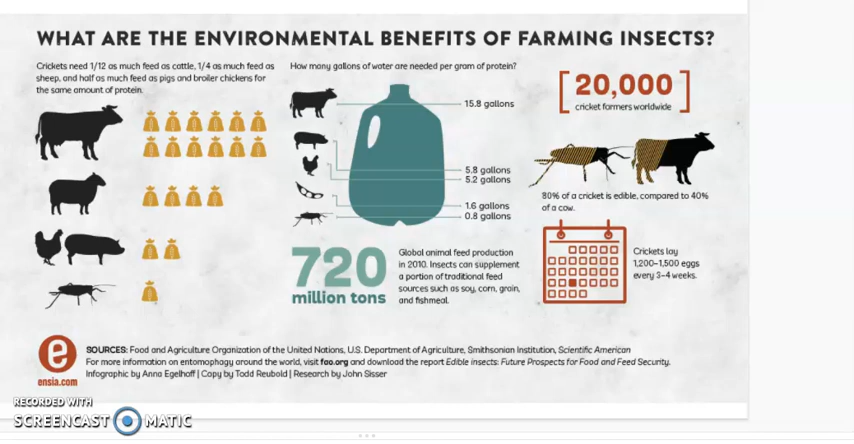 WHAT ARE THE ENVIRONMENTAL BENEFITS OF FARMING INSECTS?
Crickets need 1/12 as much feed as cattle, 1/4 as much feed as
sheep, and half as much feed as pigs and broiler chickens for
the same amount of protein.
How many gallons of water are needed per gram of protein?
15.8 gallons
5.8 gallons
5.2 gallons
1.6 gallons
0.8 gallons
720
million tons
Global animal feed production
in 2010. Insects can supplement
a portion of traditional feed
sources such as soy, corn, grain,
and fishmeal.
20,000
cricket farmers worldwide
80% of a cricket is edible, compared to 40%
of a cow.
Crickets lay
1,200–1,500 eggs
every 3–4 weeks.
e
ensia.com
SOURCES: Food and Agriculture Organization of the United Nations, U.S. Department of Agriculture, Smithsonian Institution, Scientific American
For more information on entomophagy around the world, visit fao.org and download the report Edible insects: Future Prospects for Food and Feed Security.
Infographic by Anna Egelhoff | Copy by Todd Reubold | Research by John Sisser
RECORDED WITH
SCREENCAST MATIC